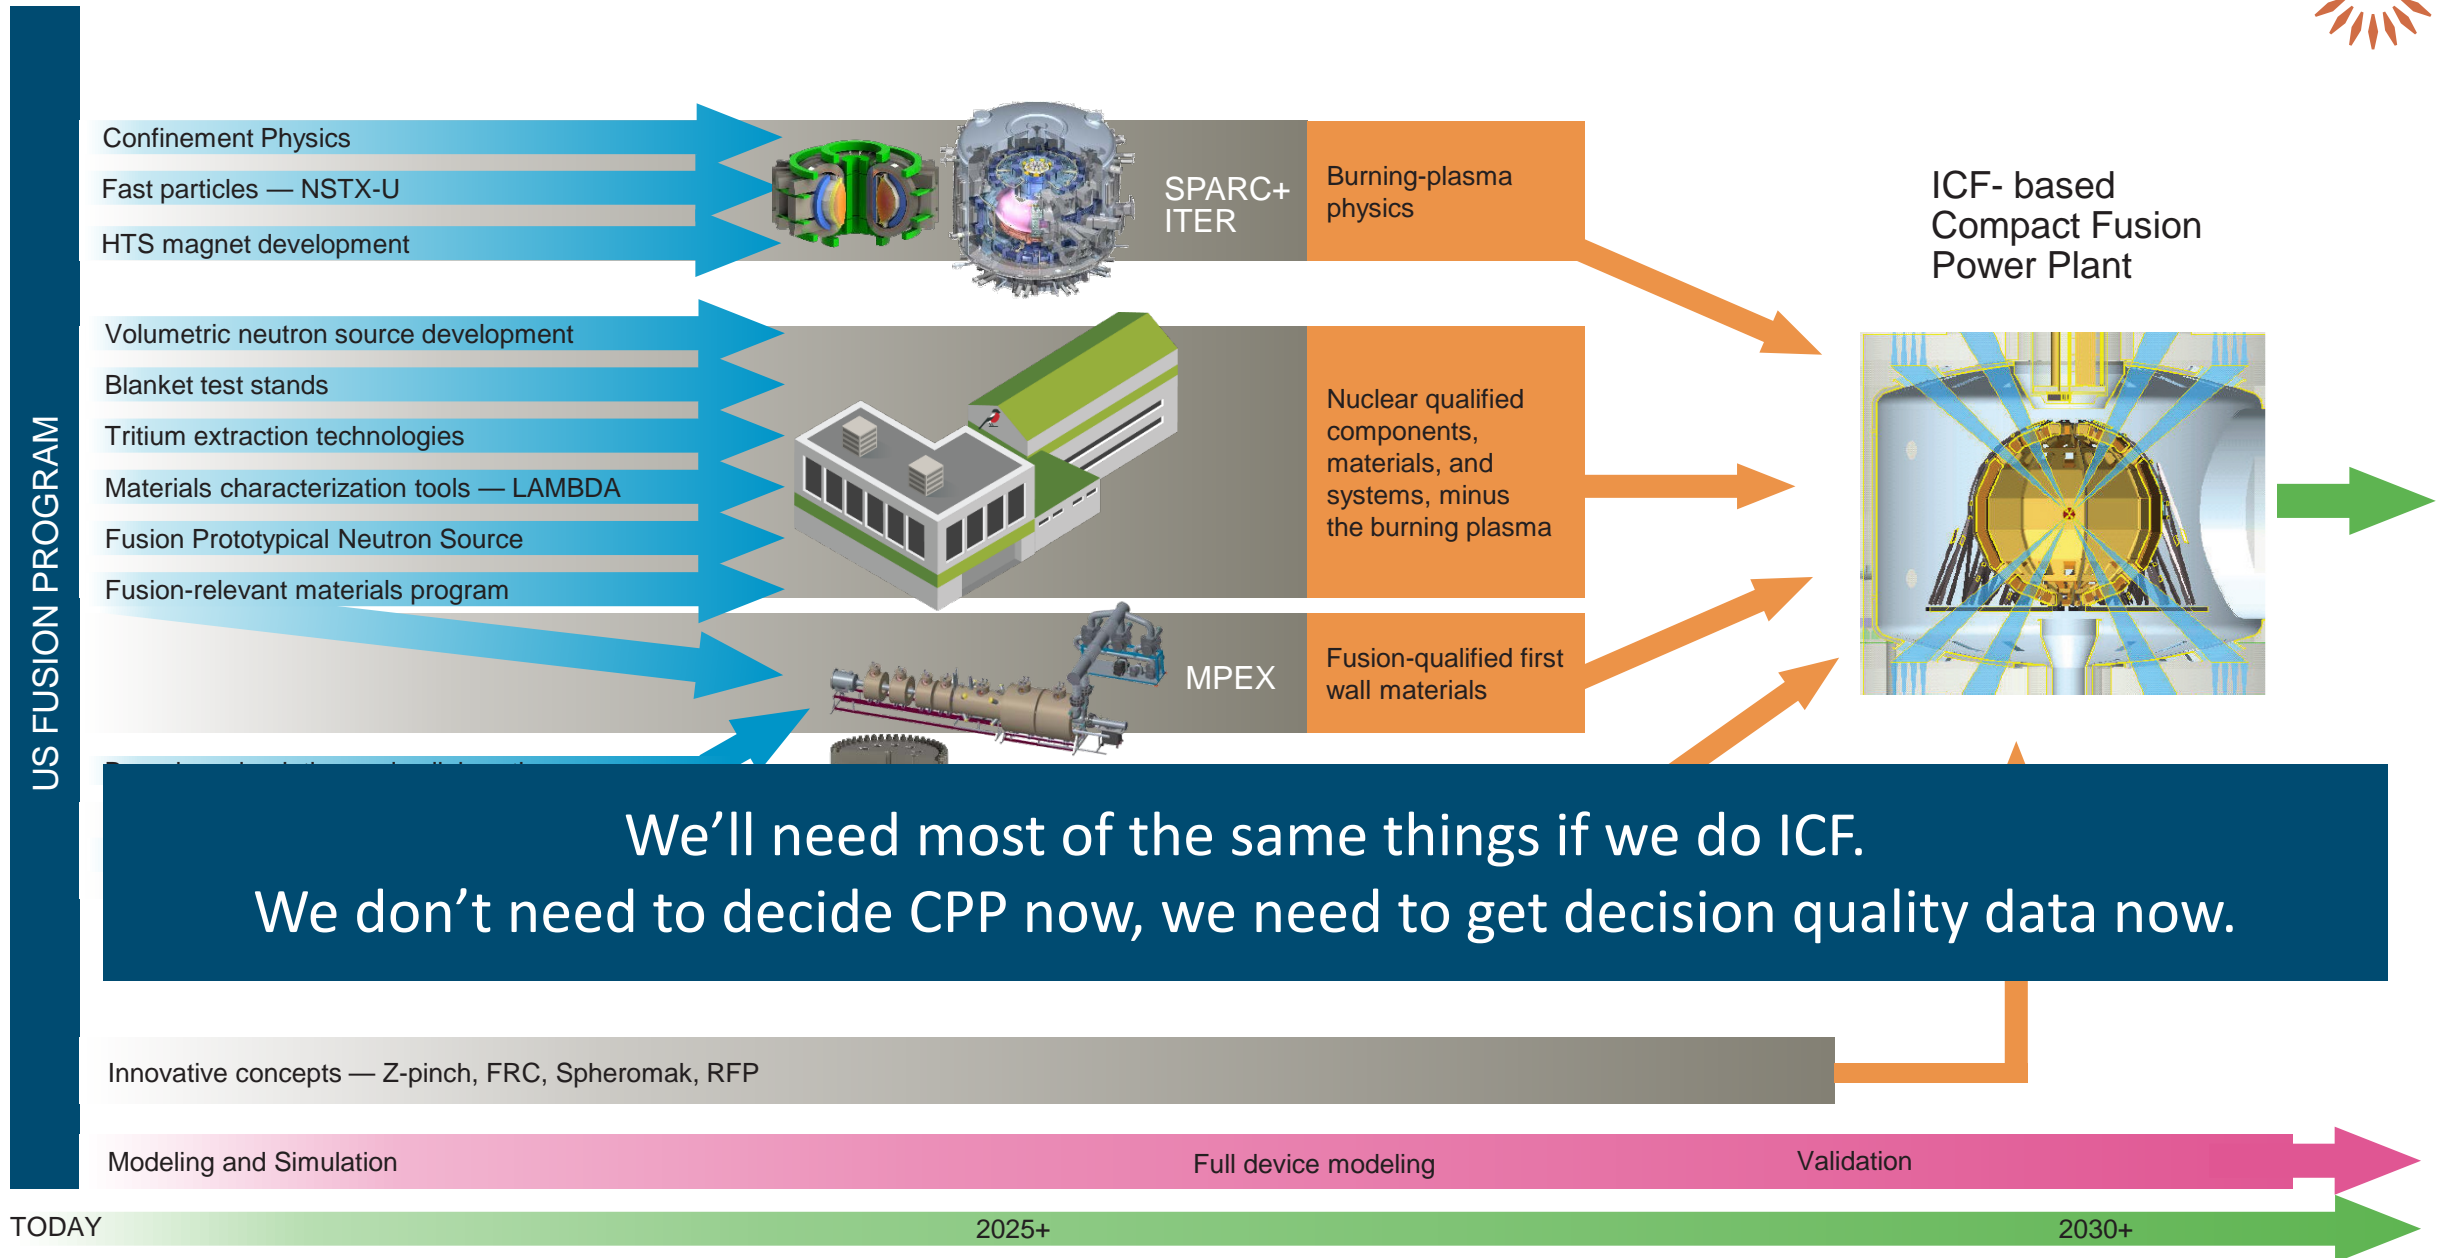 US FUSION PROGRAM
Confinement Physics
Fast particles — NSTX-U
HTS magnet development
SPARC+
ITER
Burning-plasma
physics
ICF- based
Compact Fusion
Power Plant
Volumetric neutron source development
Blanket test stands
Tritium extraction technologies
Materials characterization tools — LAMBDA
Fusion Prototypical Neutron Source
Fusion-relevant materials program
Nuclear qualified
components,
materials, and
systems, minus
the burning plasma
MPEX
Fusion-qualified first
wall materials
We’ll need most of the same things if we do ICF.
We don’t need to decide CPP now, we need to get decision quality data now.
Innovative concepts — Z-pinch, FRC, Spheromak, RFP
Modeling and Simulation
Full device modeling
Validation
TODAY
2025+
2030+